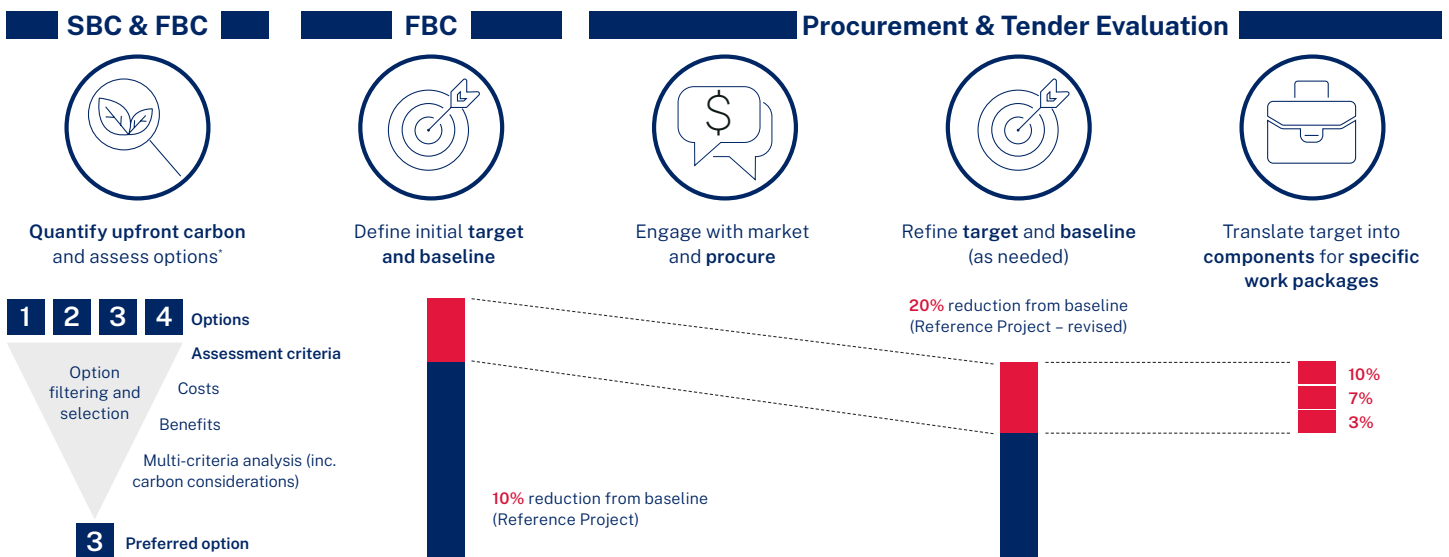 SBC & FBC
FBC
Procurement & Tender Evaluation
$
Quantify upfront carbon
and assess options*
Define initial target
and baseline
Engage with market
and procure
Refine target and baseline
(as needed)
Translate target into
components for specific
work packages
1 2 3 4 Options
Assessment criteria
Option
filtering and
selection
Costs
Benefits
Multi-criteria analysis (inc.
carbon considerations)
3 Preferred option
10% reduction from baseline
(Reference Project)
20% reduction from baseline
(Reference Project – revised)
10%
7%
3%